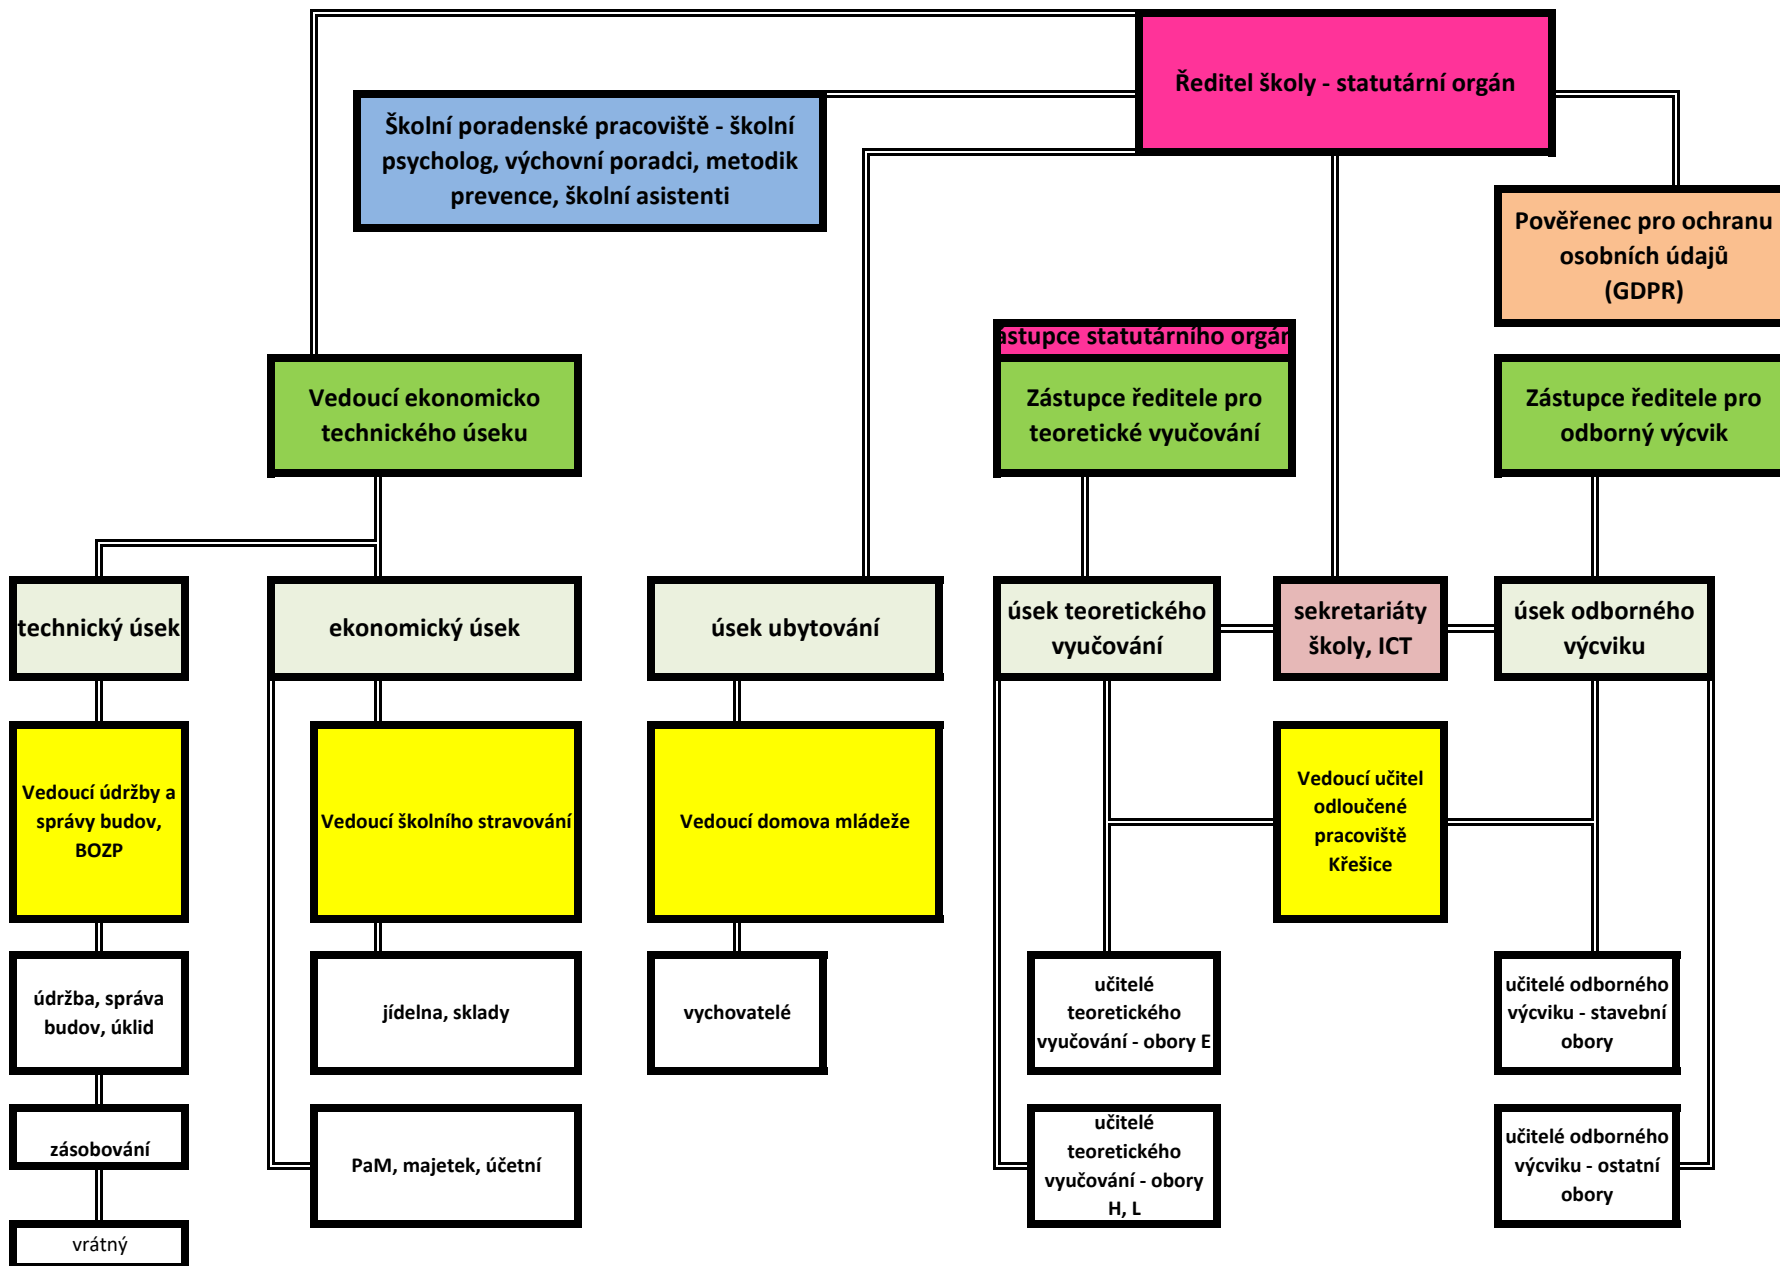 Ředitel školy - statutární orgán
Školní poradenské pracoviště - školní
psycholog, výchovní poradci, metodik
prevence, školní asistenti
Pověřenec pro ochranu
osobních údajů
(GDPR)
ástupce statutárního orgán
Vedoucí ekonomicko
technického úseku
Zástupce ředitele pro
teoretické vyučování
Zástupce ředitele pro
odborný výcvik
technický úsek
ekonomický úsek
úsek ubytování
úsek teoretického
vyučování
sekretariáty
školy, ICT
úsek odborného
výcviku
Vedoucí údržby a
správy budov,
BOZP
Vedoucí školního stravování
Vedoucí domova mládeže
Vedoucí učitel
odloučené
pracoviště
Křešice
údržba, správa
budov, úklid
jídelna, sklady
vychovatelé
učitelé
teoretického
vyučování - obory E
učitelé odborného
výcviku - stavební
obory
zásobování
PaM, majetek, účetní
učitelé
teoretického
vyučování - obory
H, L
učitelé odborného
výcviku - ostatní
obory
vrátný